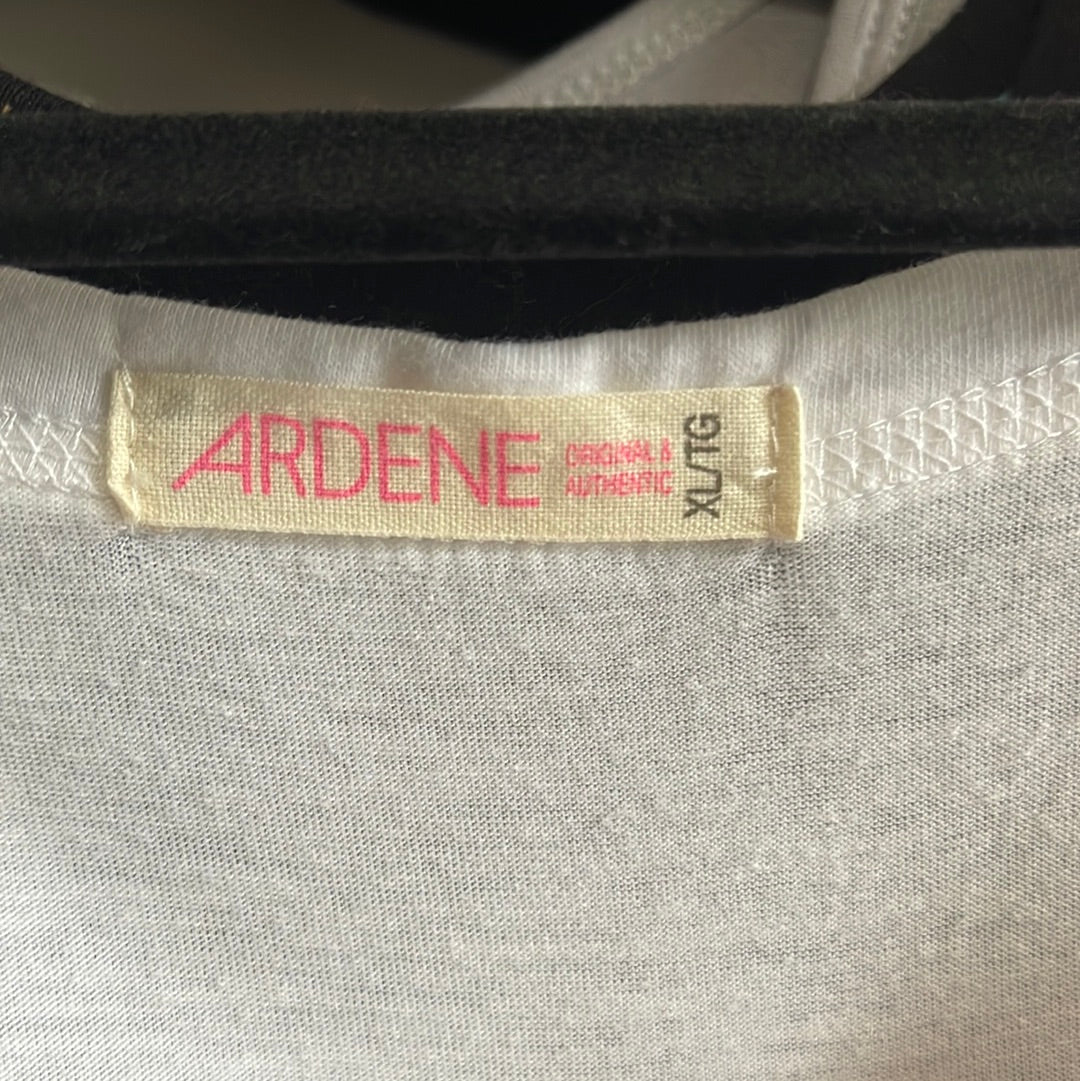 ARDENE
ORIGINAL &
AUTHENTIC
XL/TG